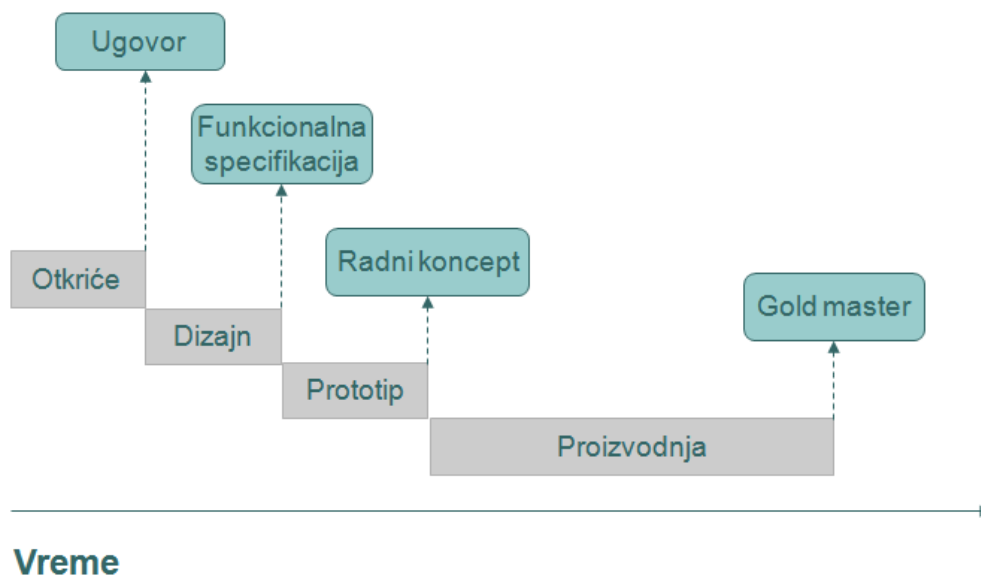 Ugovor
Funkcionalna
specifikacija
Radni koncept
Otkriće
Gold master
Dizajn
Prototip
Proizvodnja
Vreme